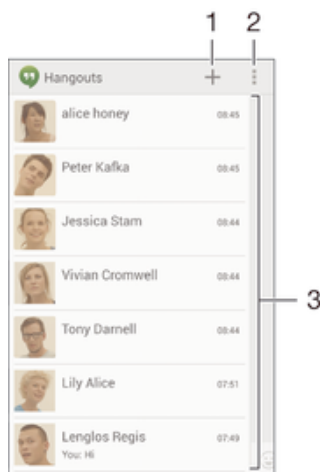 1 2
Hangouts
alice honey 08:45
Peter Kafka 08:45
Jessica Stam 08:44
Vivian Cromwell 08:44
3
Tony Darnell 08:44
Lily Alice 07:51
Lenglos Regis 07:49
You: Hi